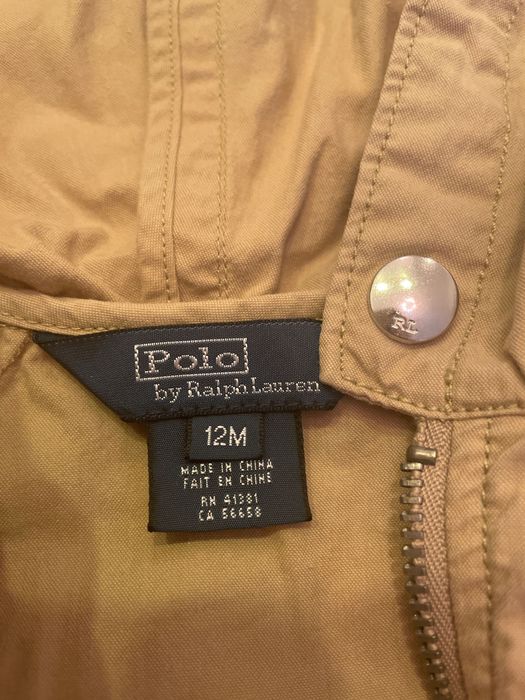 Polo
by Ralph Lauren
12M
MADE IN CHINA
FAIT EN CHINE
RN 41381
CA 56658
RL